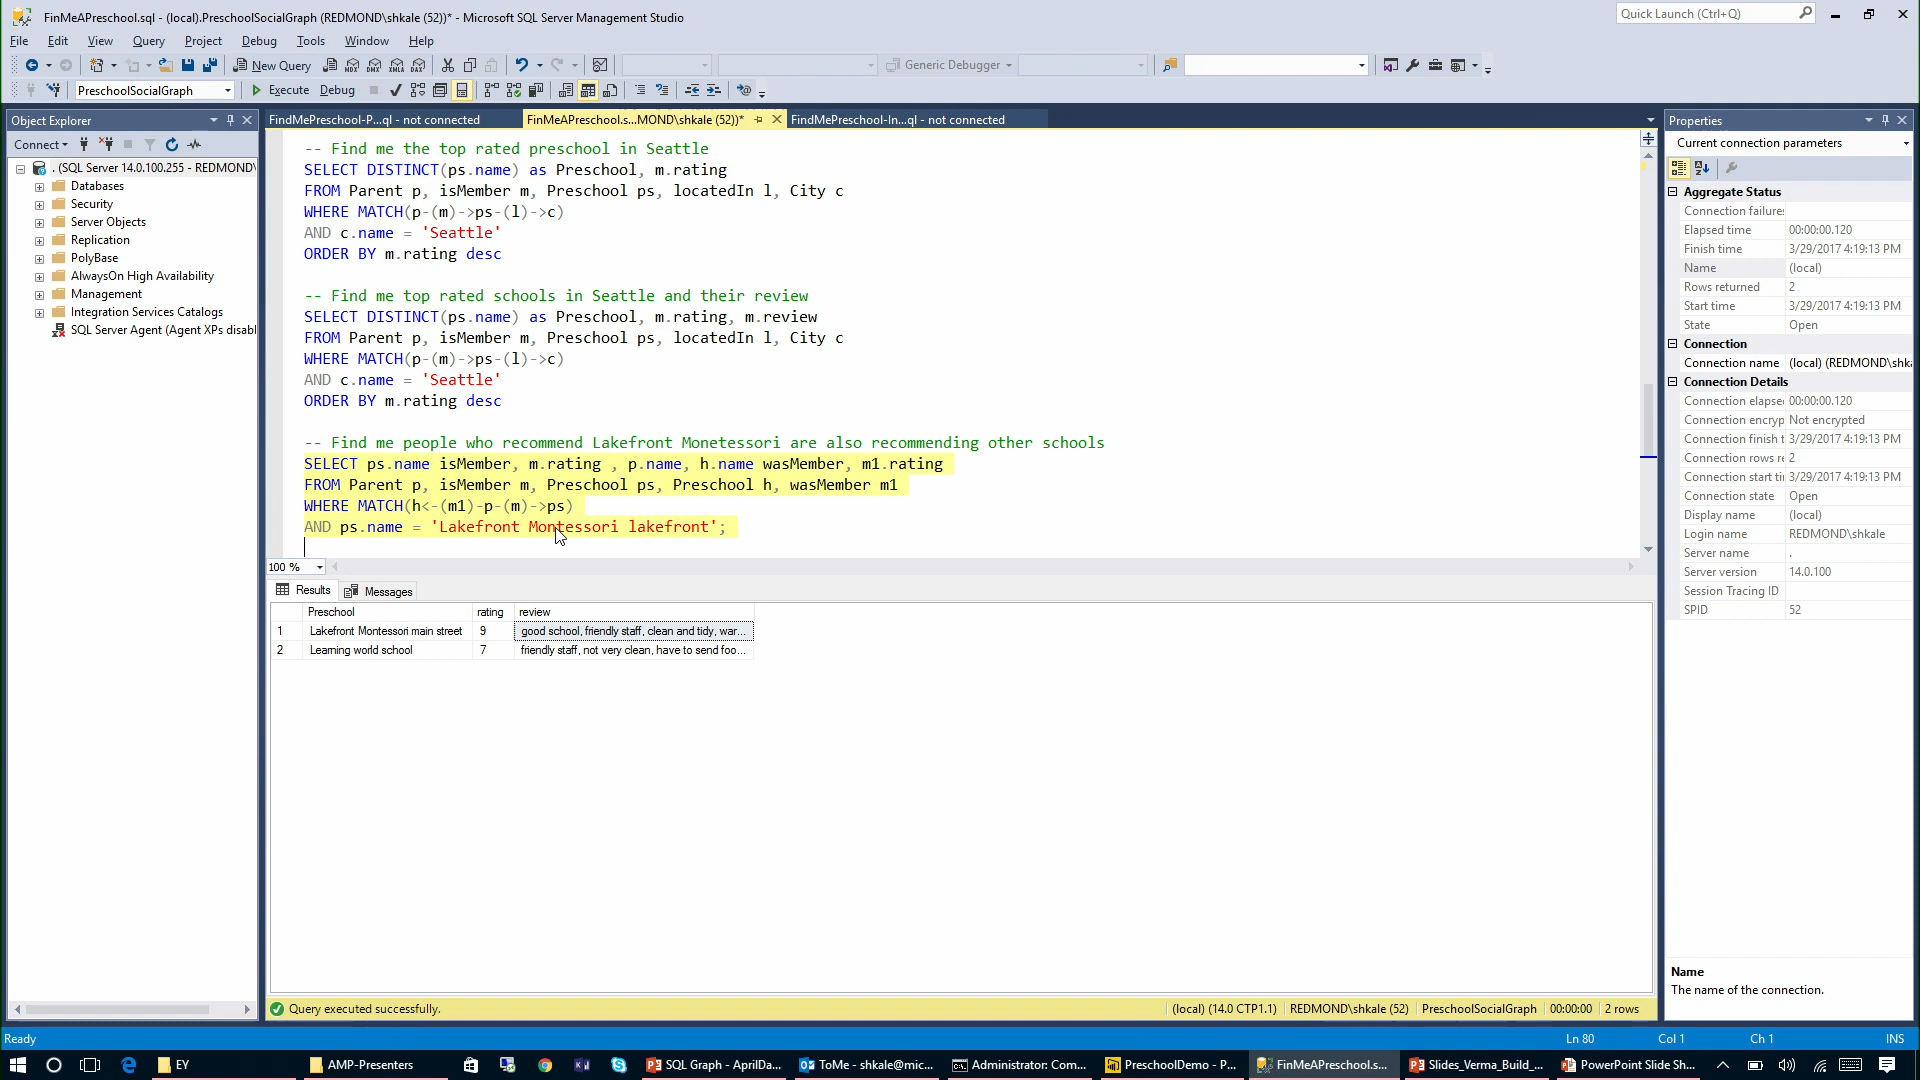 FinMeAPreschool.sql - (local).PreschoolSocialGraph (REDMOND\shkale (52))* - Microsoft SQL Server Management Studio
Quick Launch (Ctrl+Q)
File Edit View Query Project Debug Tools Window Help
New Query
Generic Debugger
PreschoolSocialGraph
Execute Debug
Object Explorer
FindMePreschool-P...ql - not connected
FinMeAPreschool.s...MOND\shkale (52))*
FindMePreschool-In...ql - not connected
Properties
Connect
. (SQL Server 14.0.100.255 - REDMOND\
Databases
Security
Server Objects
Replication
PolyBase
AlwaysOn High Availability
Management
Integration Services Catalogs
SQL Server Agent (Agent XPs disabl
-- Find me the top rated preschool in Seattle
SELECT DISTINCT(ps.name) as Preschool, m.rating
FROM Parent p, isMember m, Preschool ps, locatedIn l, City c
WHERE MATCH(p-(m)->ps-(l)->c)
AND c.name = 'Seattle'
ORDER BY m.rating desc
-- Find me top rated schools in Seattle and their review
SELECT DISTINCT(ps.name) as Preschool, m.rating, m.review
FROM Parent p, isMember m, Preschool ps, locatedIn l, City c
WHERE MATCH(p-(m)->ps-(l)->c)
AND c.name = 'Seattle'
ORDER BY m.rating desc
-- Find me people who recommend Lakefront Monetessori are also recommending other schools
SELECT ps.name isMember, m.rating , p.name, h.name wasMember, m1.rating
FROM Parent p, isMember m, Preschool ps, Preschool h, wasMember m1
WHERE MATCH(h<-(m1)-p-(m)->ps)
AND ps.name = 'Lakefront Montessori lakefront';
100 %
Results Messages
Preschool rating review
1 Lakefront Montessori main street 9 good school, friendly staff, clean and tidy, war...
2 Learning world school 7 friendly staff, not very clean, have to send foo...
Current connection parameters
Aggregate Status
Connection failures
Elapsed time 00:00:00.120
Finish time 3/29/2017 4:19:13 PM
Name (local)
Rows returned 2
Start time 3/29/2017 4:19:13 PM
State Open
Connection
Connection name (local) (REDMOND\shk
Connection Details
Connection elapse 00:00:00.120
Connection encryp Not encrypted
Connection finish t 3/29/2017 4:19:13 PM
Connection rows re 2
Connection start ti 3/29/2017 4:19:13 PM
Connection state Open
Display name (local)
Login name REDMOND\shkale
Server name .
Server version 14.0.100
Session Tracing ID
SPID 52
Name
The name of the connection.
Query executed successfully.
(local) (14.0 CTP1.1) REDMOND\shkale (52) PreschoolSocialGraph 00:00:00 2 rows
Ready Ln 80 Col 1 Ch 1 INS
EY
AMP-Presenters
SQL Graph - AprilDa...
ToMe - shkale@mic...
Administrator: Com...
PreschoolDemo - P...
FinMeAPreschool.s...
Slides_Verma_Build_...
PowerPoint Slide Sh...